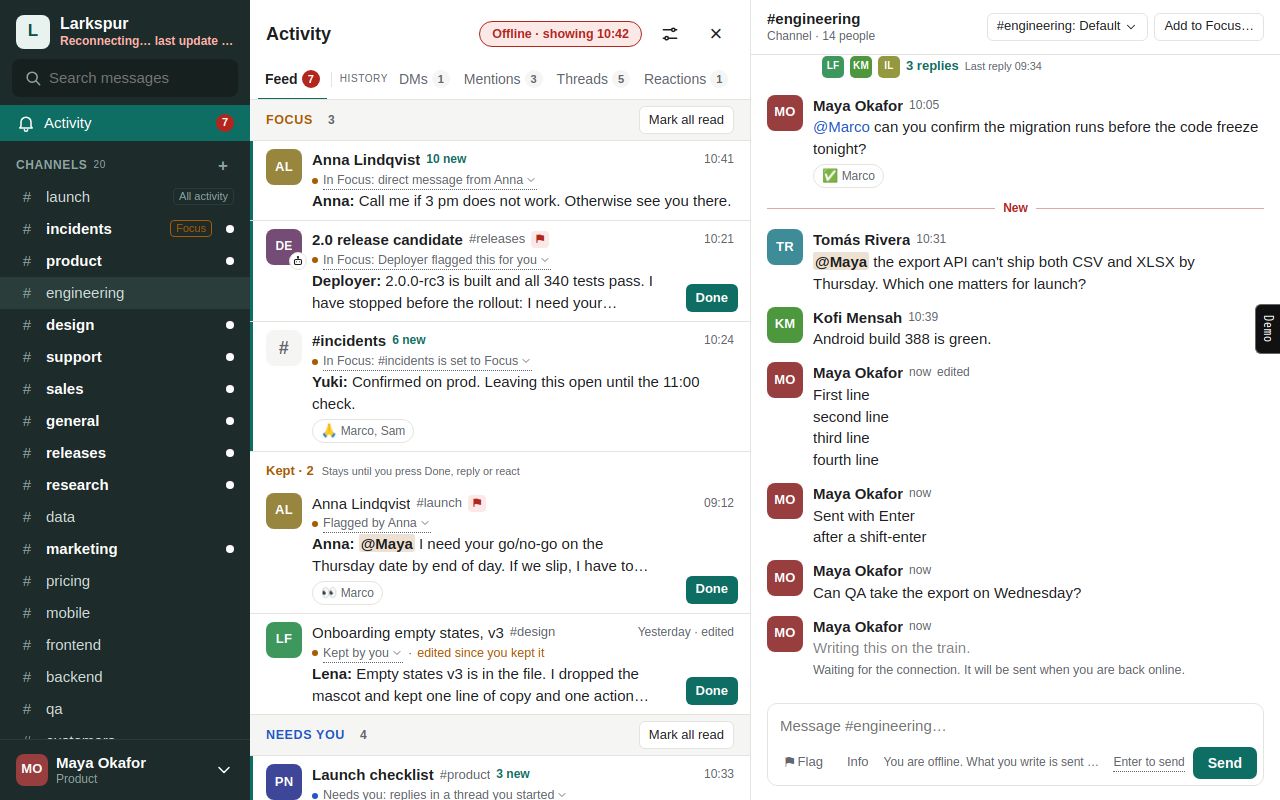 L
Larkspur
Reconnecting… last update …
Search messages
Activity 7
CHANNELS 20 +
# launch All activity
# incidents Focus
# product
# engineering
# design
# support
# sales
# general
# releases
# research
# data
# marketing
# pricing
# mobile
# frontend
# backend
# qa
MO Maya Okafor
Product
Activity
Offline · showing 10:42
Feed 7 HISTORY DMs 1 Mentions 3 Threads 5 Reactions 1
FOCUS 3 Mark all read
AL Anna Lindqvist 10 new 10:41
In Focus: direct message from Anna
Anna: Call me if 3 pm does not work. Otherwise see you there.
DE 2.0 release candidate #releases 10:21
In Focus: Deployer flagged this for you
Deployer: 2.0.0-rc3 is built and all 340 tests pass. I
have stopped before the rollout: I need your…
Done
# #incidents 6 new 10:24
In Focus: #incidents is set to Focus
Yuki: Confirmed on prod. Leaving this open until the 11:00
check.
🙏 Marco, Sam
Kept · 2 Stays until you press Done, reply or react
AL Anna Lindqvist #launch 09:12
Flagged by Anna
Anna: @Maya I need your go/no-go on the
Thursday date by end of day. If we slip, I have to…
👀 Marco
Done
LF Onboarding empty states, v3 #design Yesterday · edited
Kept by you · edited since you kept it
Lena: Empty states v3 is in the file. I dropped the
mascot and kept one line of copy and one action…
Done
NEEDS YOU 4 Mark all read
PN Launch checklist #product 3 new 10:33
Needs you: replies in a thread you started
#engineering
Channel · 14 people
#engineering: Default
Add to Focus…
LF KM IL 3 replies Last reply 09:34
MO Maya Okafor 10:05
@Marco can you confirm the migration runs before the code freeze
tonight?
✅ Marco
New
TR Tomás Rivera 10:31
@Maya the export API can't ship both CSV and XLSX by
Thursday. Which one matters for launch?
KM Kofi Mensah 10:39
Android build 388 is green.
MO Maya Okafor now edited
First line
second line
third line
fourth line
MO Maya Okafor now
Sent with Enter
after a shift-enter
MO Maya Okafor now
Can QA take the export on Wednesday?
MO Maya Okafor now
Writing this on the train.
Waiting for the connection. It will be sent when you are back online.
Message #engineering…
Flag Info You are offline. What you write is sent … Enter to send Send
Demo